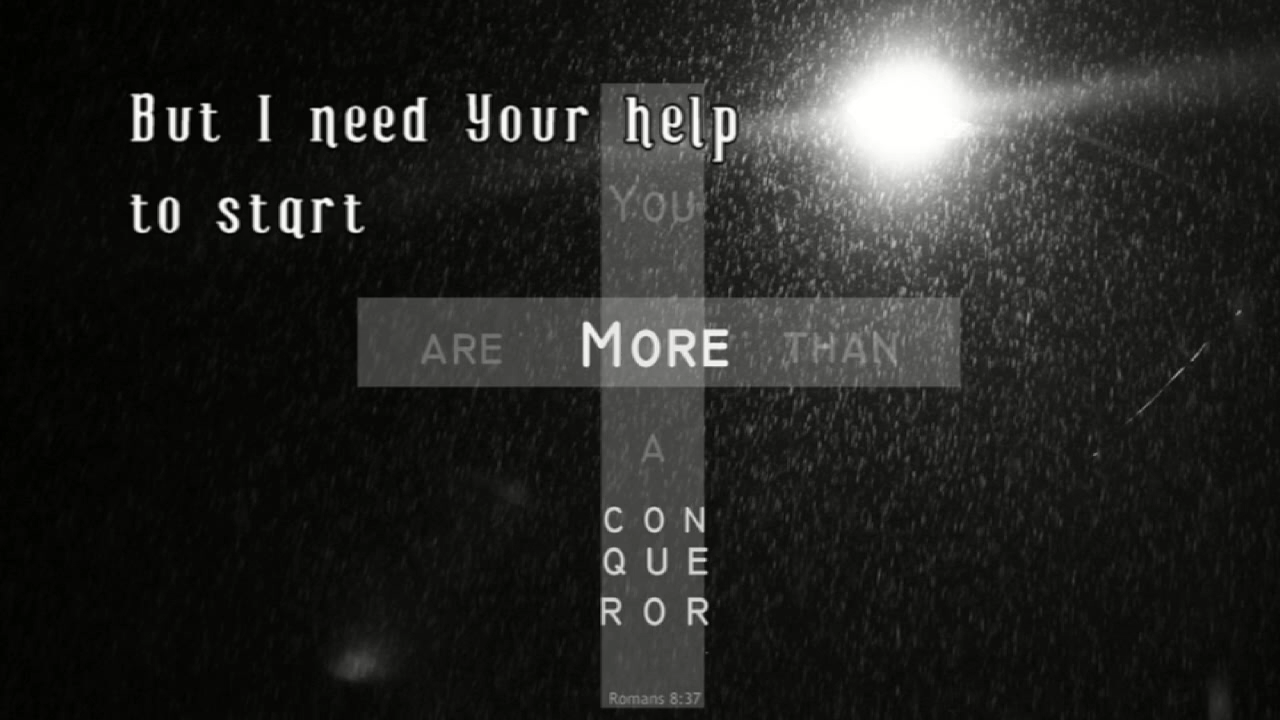 But I need Your help
to start
YOU
ARE MORE THAN
A
CON
QUE
ROR
Romans 8:37